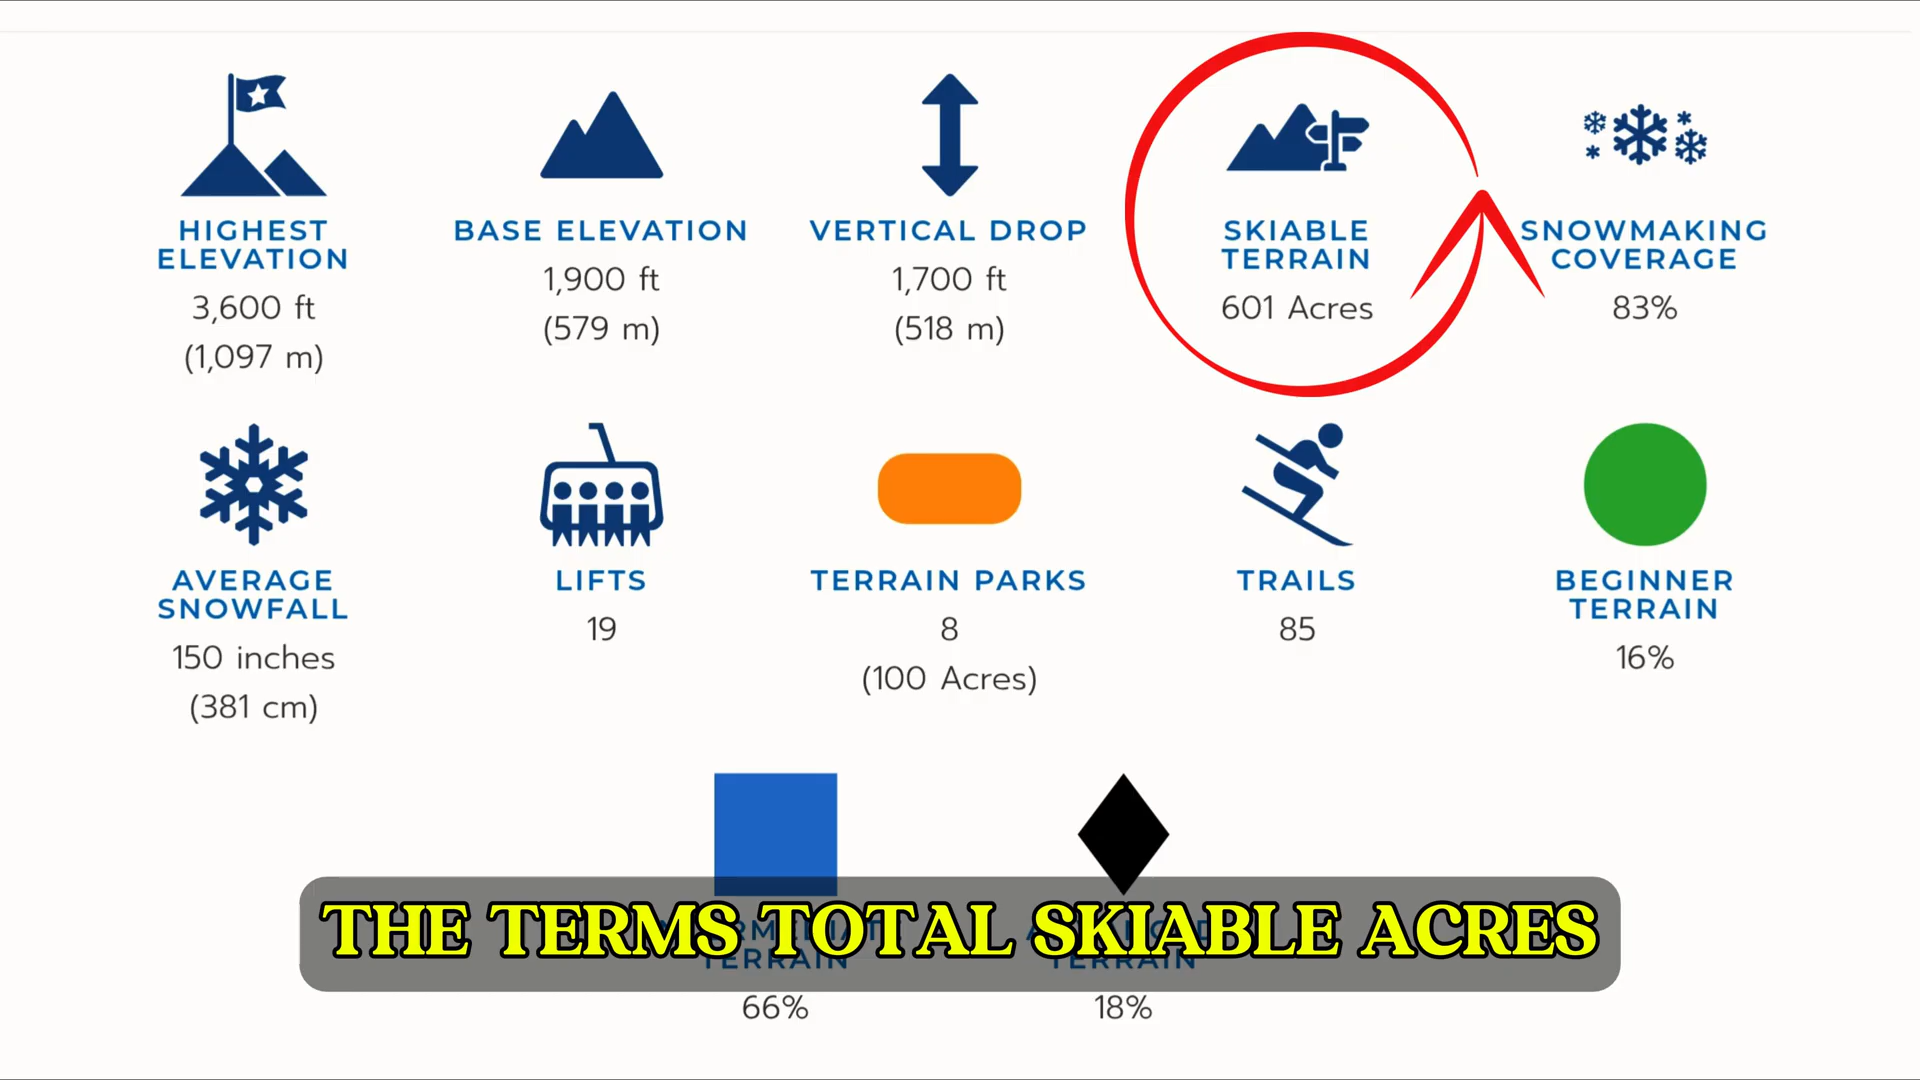 HIGHEST
ELEVATION
3,600 ft
(1,097 m)
BASE ELEVATION
1,900 ft
(579 m)
VERTICAL DROP
1,700 ft
(518 m)
SKIABLE
TERRAIN
601 Acres
SNOWMAKING
COVERAGE
83%
AVERAGE
SNOWFALL
150 inches
(381 cm)
LIFTS
19
TERRAIN PARKS
8
(100 Acres)
TRAILS
85
BEGINNER
TERRAIN
16%
TERRAIN
66%
TERRAIN
18%
THE TERMS TOTAL SKIABLE ACRES